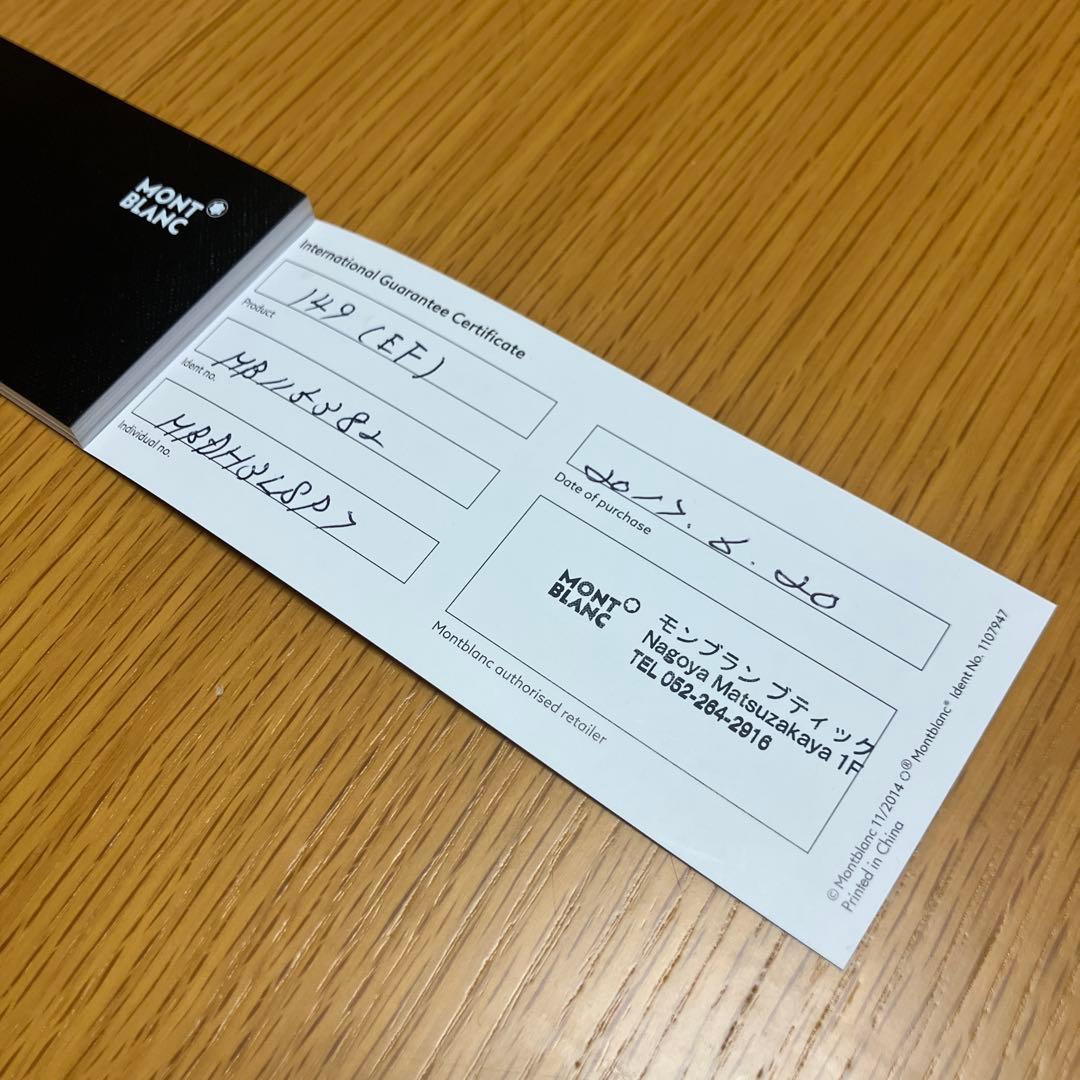 MONT
BLANC
International Guarantee Certificate
149 (EF)
Product
Ident no.
Individual no.
Date of purchase
MONT
BLANC
モンブラン ブティック
Nagoya Matsuzakaya 1F
TEL 052-264-2916
Montblanc authorised retailer
© Montblanc 11/2014 ® Montblanc® Ident No. 1107947
Printed in China